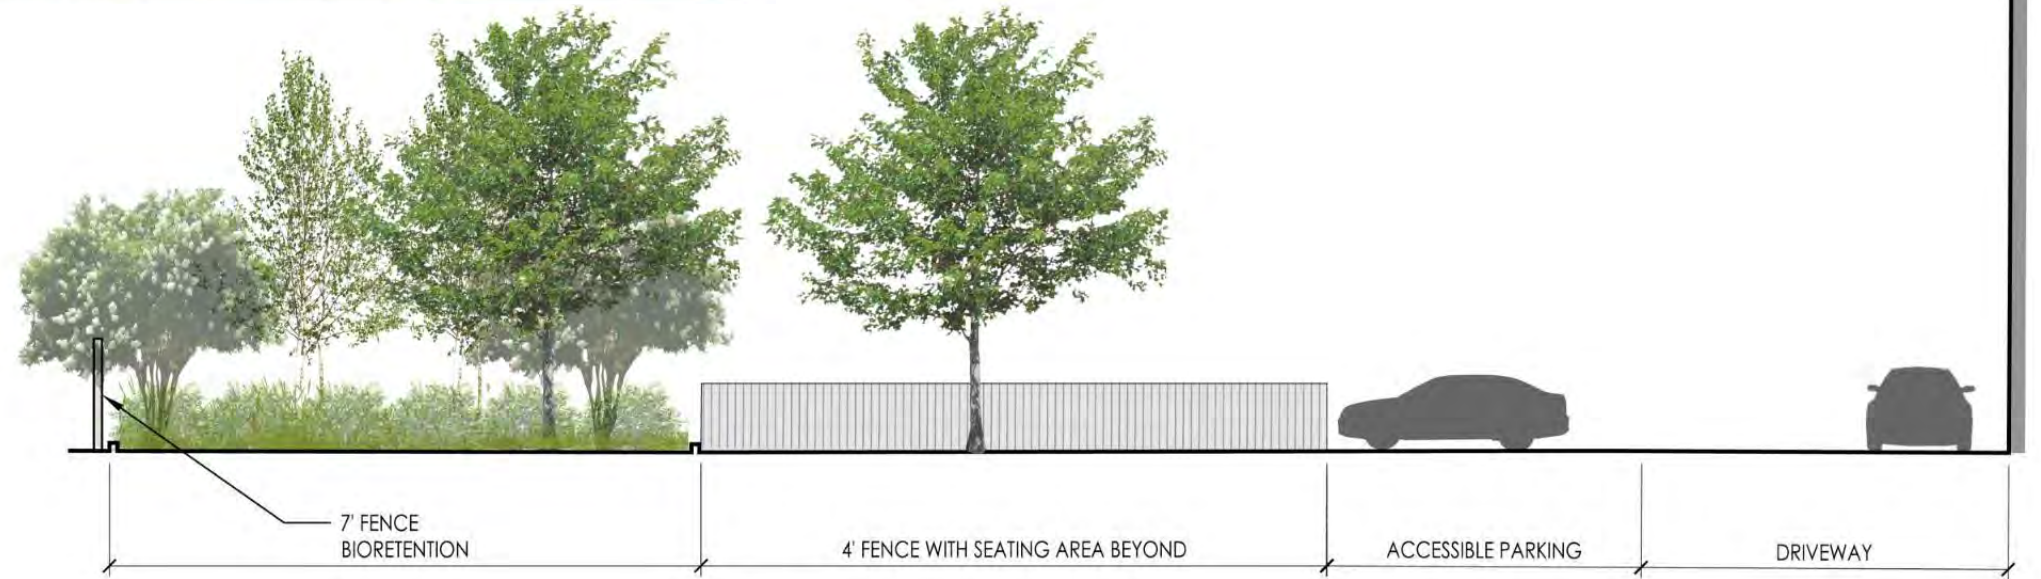 7' FENCE
BIORETENTION
4' FENCE WITH SEATING AREA BEYOND
ACCESSIBLE PARKING
DRIVEWAY